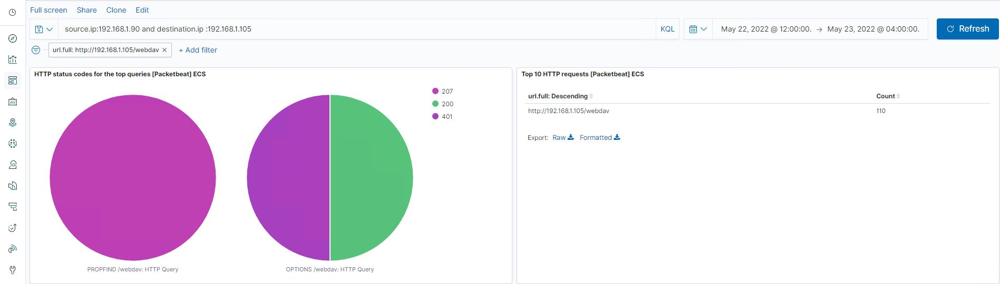 Full screen Share Clone Edit
source.ip:192.168.1.90 and destination.ip :192.168.1.105 KQL May 22, 2022 @ 12:00:00. → May 23, 2022 @ 04:00:00. Refresh
url.full: http://192.168.1.105/webdav × + Add filter
HTTP status codes for the top queries [Packetbeat] ECS
207
200
401
PROPFIND /webdav: HTTP Query OPTIONS /webdav: HTTP Query
Top 10 HTTP requests [Packetbeat] ECS
url.full: Descending Count
http://192.168.1.105/webdav 110
Export: Raw Formatted